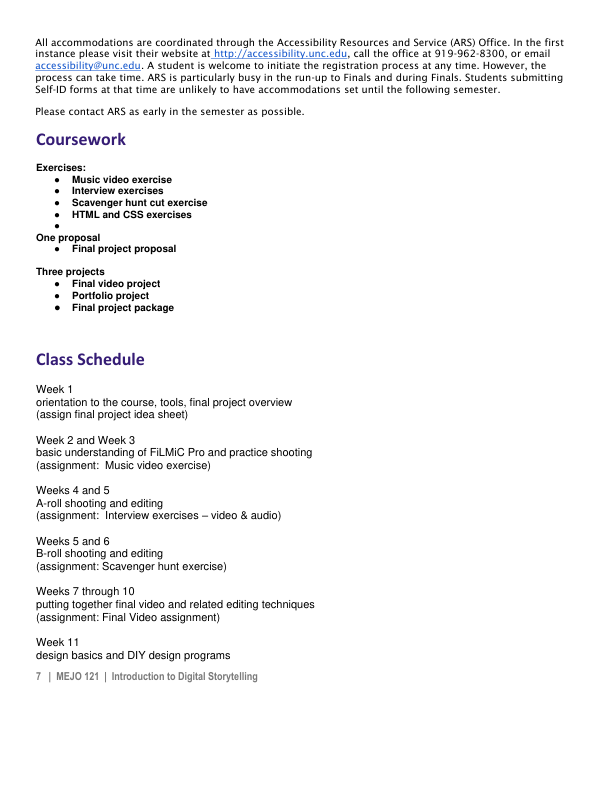 All accommodations are coordinated through the Accessibility Resources and Service (ARS) Office. In the first
instance please visit their website at http://accessibility.unc.edu, call the office at 919-962-8300, or email
accessibility@unc.edu. A student is welcome to initiate the registration process at any time. However, the
process can take time. ARS is particularly busy in the run-up to Finals and during Finals. Students submitting
Self-ID forms at that time are unlikely to have accommodations set until the following semester.
Please contact ARS as early in the semester as possible.
Coursework
Exercises:
● Music video exercise
● Interview exercises
● Scavenger hunt cut exercise
● HTML and CSS exercises
●
One proposal
● Final project proposal
Three projects
● Final video project
● Portfolio project
● Final project package
Class Schedule
Week 1
orientation to the course, tools, final project overview
(assign final project idea sheet)
Week 2 and Week 3
basic understanding of FiLMiC Pro and practice shooting
(assignment:  Music video exercise)
Weeks 4 and 5
A-roll shooting and editing
(assignment:  Interview exercises – video & audio)
Weeks 5 and 6
B-roll shooting and editing
(assignment: Scavenger hunt exercise)
Weeks 7 through 10
putting together final video and related editing techniques
(assignment: Final Video assignment)
Week 11
design basics and DIY design programs
7 | MEJO 121 | Introduction to Digital Storytelling